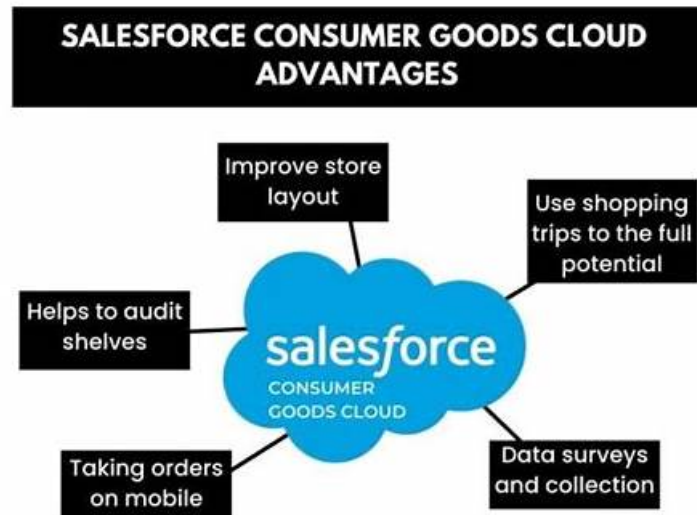 SALESFORCE CONSUMER GOODS CLOUD
ADVANTAGES
Improve store
layout
Use shopping
trips to the full
potential
Helps to audit
shelves
salesforce
CONSUMER
GOODS CLOUD
Taking orders
on mobile
Data surveys
and collection